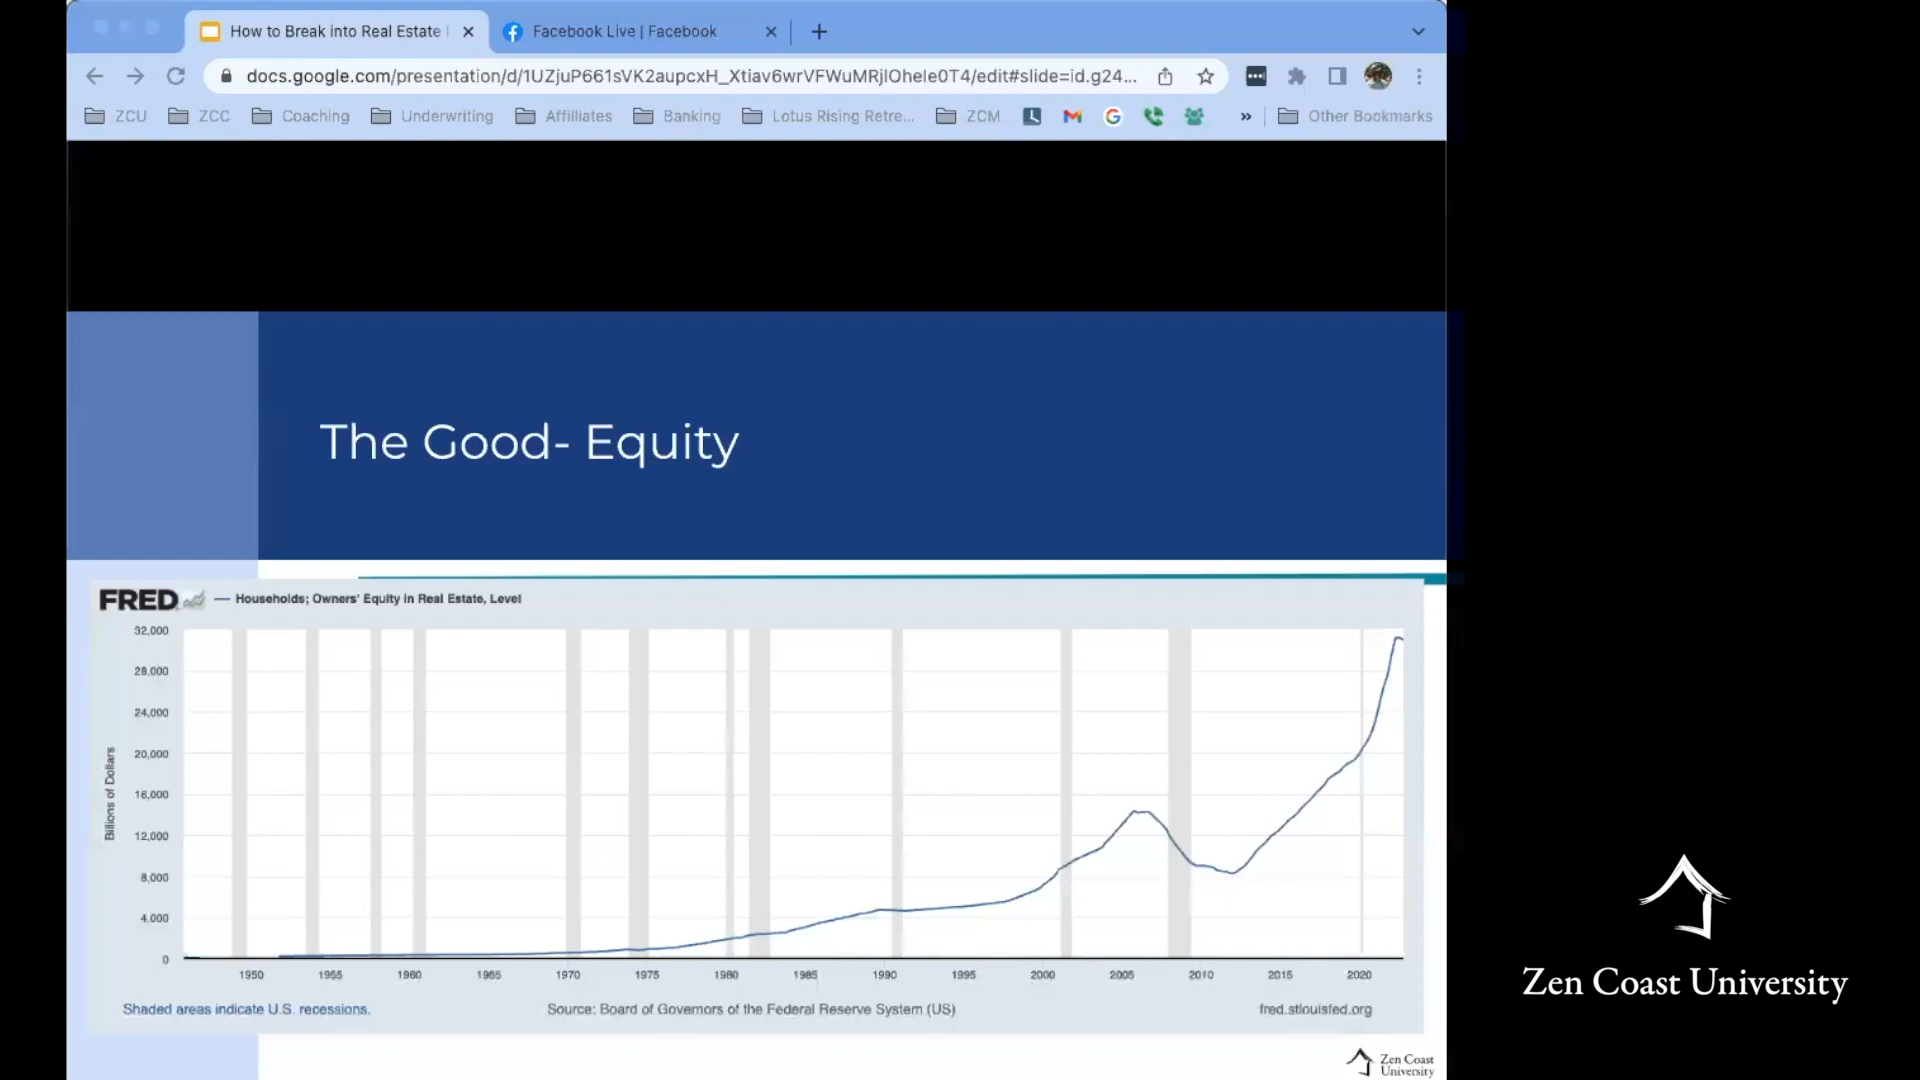 How to Break into Real Estate
Facebook Live | Facebook
docs.google.com/presentation/d/1UZjuP661sVK2aupcxH_Xtiav6wrVFWuMRjlOhele0T4/edit#slide=id.g24...
ZCU ZCC Coaching Underwriting Affilliates Banking Lotus Rising Retre... ZCM » Other Bookmarks
The Good- Equity
FRED — Households; Owners' Equity in Real Estate, Level
32,000
28,000
24,000
20,000
16,000
12,000
8,000
4,000
0
Billions of Dollars
1950 1955 1960 1965 1970 1975 1980 1985 1990 1995 2000 2005 2010 2015 2020
Shaded areas indicate U.S. recessions. Source: Board of Governors of the Federal Reserve System (US) fred.stlouisfed.org
Zen Coast
University
Zen Coast University